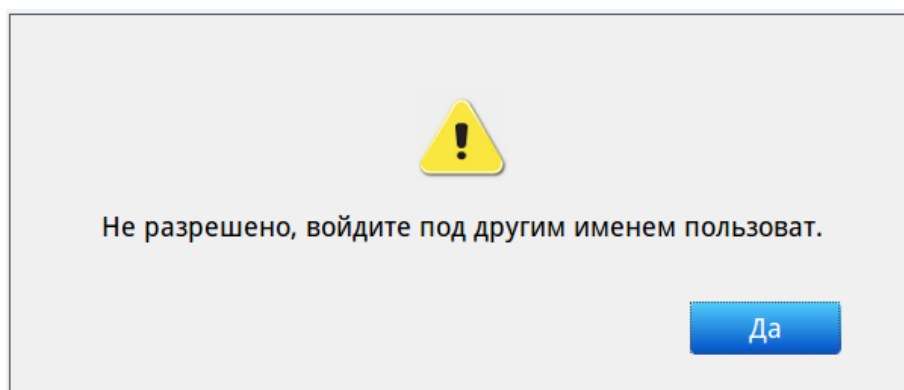 Не разрешено, войдите под другим именем пользоват.
Да